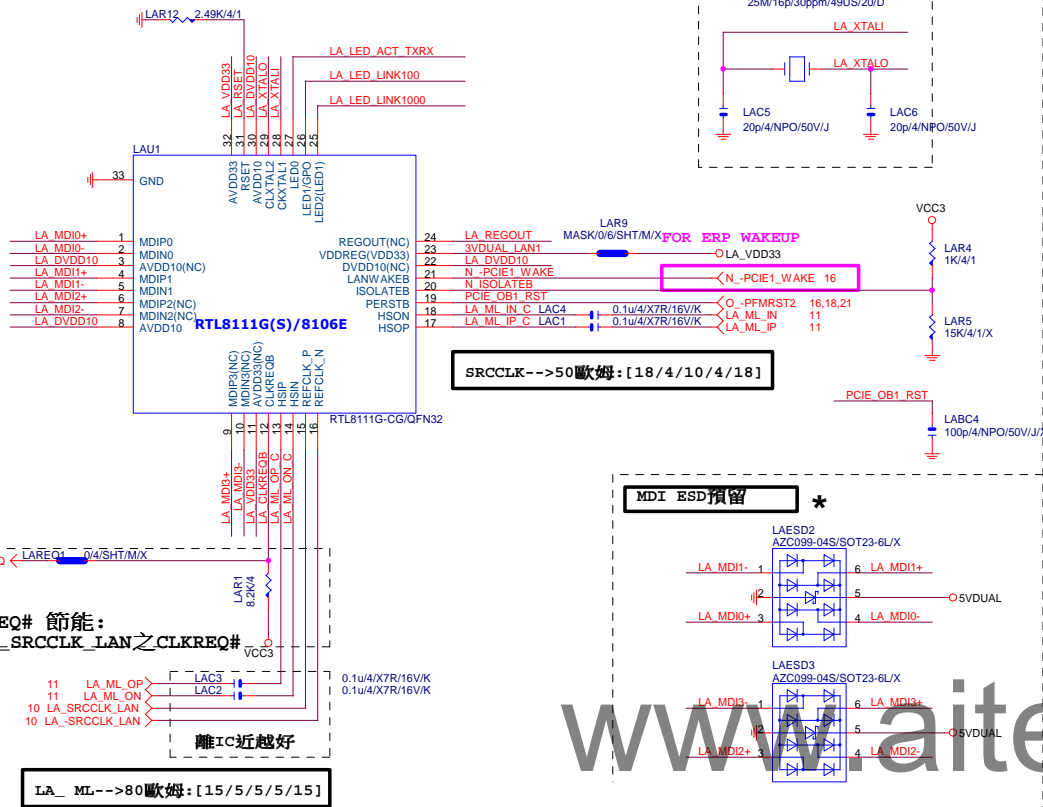 25M/16p/30ppm/49US/20/D
LAR12 2.49K/4/1
LA_XTALI
LA_LED_ACT_TXRX
LA_XTALO
LA_LED_LINK100
LA_LED_LINK1000
LA_VDD33
LA_RSET
LA_DVDD10
LA_XTALO
LA_XTALI
LAC5
20p/4/NPO/50V/J
LAC6
20p/4/NPO/50V/J
32 31 30 29 28 27 26 25
LAU1
33 GND
AVDD33
RSET
AVDD10
CLXTAL2
CKXTAL1
LED0
LED1/GPO
LED2(LED1)
VCC3
LAR9
MASK/0/6/SHT/M/X
FOR ERP WAKEUP
LA_MDI0+ 1 MDIP0
LA_MDI0- 2 MDIN0
LA_DVDD10 3 AVDD10(NC)
LA_MDI1+ 4 MDIP1
LA_MDI1- 5 MDIN1
LA_MDI2+ 6 MDIP2(NC)
LA_MDI2- 7 MDIN2(NC)
LA_DVDD10 8 AVDD10
REGOUT(NC) 24 LA_REGOUT
VDDREG(VDD33) 23 3VDUAL_LAN1
LA_VDD33
DVDD10(NC) 22 LA_DVDD10
LANWAKEB 21 N_-PCIE1_WAKE
N_-PCIE1_WAKE 16
ISOLATEB 20 N_ISOLATEB
PERSTB 19 PCIE_OB1_RST
O_-PFMRST2 16,18,21
HSON 18 LA_ML_IN_C LAC4 0.1u/4/X7R/16V/K LA_ML_IN 11
HSOP 17 LA_ML_IP_C LAC1 0.1u/4/X7R/16V/K LA_ML_IP 11
LAR4
1K/4/1
LAR5
15K/4/1/X
RTL8111G(S)/8106E
SRCCLK-->50歐姆:[18/4/10/4/18]
MDIP3(NC)
MDIN3(NC)
AVDD33(NC)
CLKREQB
HSIP
HSIN
REFCLK_P
REFCLK_N
RTL8111G-CG/QFN32
9 10 11 12 13 14 15 16
PCIE_OB1_RST
LABC4
100p/4/NPO/50V/J/X
LA_MDI3+
LA_MDI3-
LA_VDD33
LA_CLKREQB
LA_ML_OP_C
LA_ML_ON_C
MDI ESD預留 *
LAESD2
AZC099-04S/SOT23-6L/X
LA_MDI1- 1 6 LA_MDI1+
2 5 5VDUAL
LA_MDI0+ 3 4 LA_MDI0-
LAREQ1 0/4/SHT/M/X
LAR1
8.2K/4
EQ# 節能:
_SRCCLK_LAN之CLKREQ#
VCC3
LAESD3
AZC099-04S/SOT23-6L/X
LA_MDI3- 1 6 LA_MDI3+
2 5 5VDUAL
LA_MDI2+ 3 4 LA_MDI2-
11 LA_ML_OP LAC3 0.1u/4/X7R/16V/K
11 LA_ML_ON LAC2 0.1u/4/X7R/16V/K
10 LA_SRCCLK_LAN
10 LA_-SRCCLK_LAN
離IC近越好
LA_ ML-->80歐姆:[15/5/5/5/15]
www.aite